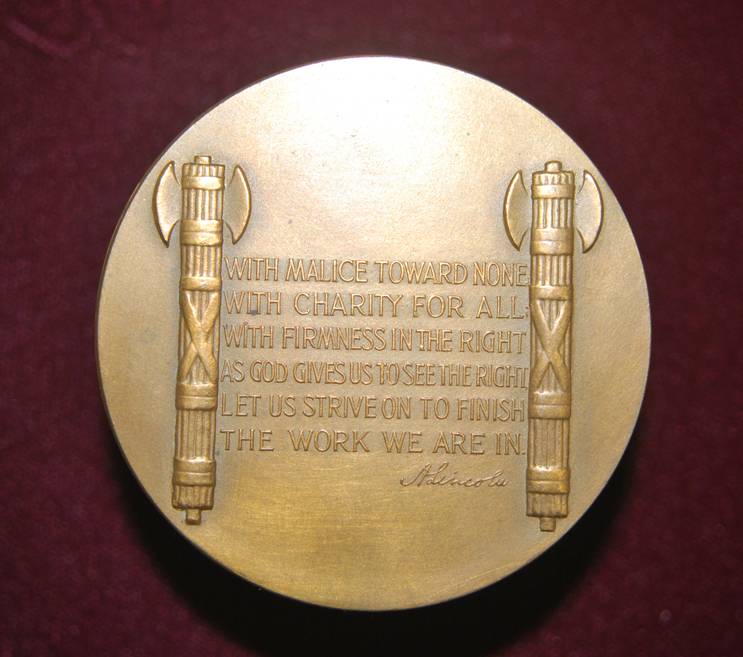 WITH MALICE TOWARD NONE
WITH CHARITY FOR ALL;
WITH FIRMNESS IN THE RIGHT
AS GOD GIVES US TO SEE THE RIGHT
LET US STRIVE ON TO FINISH
THE WORK WE ARE IN.
A Lincoln